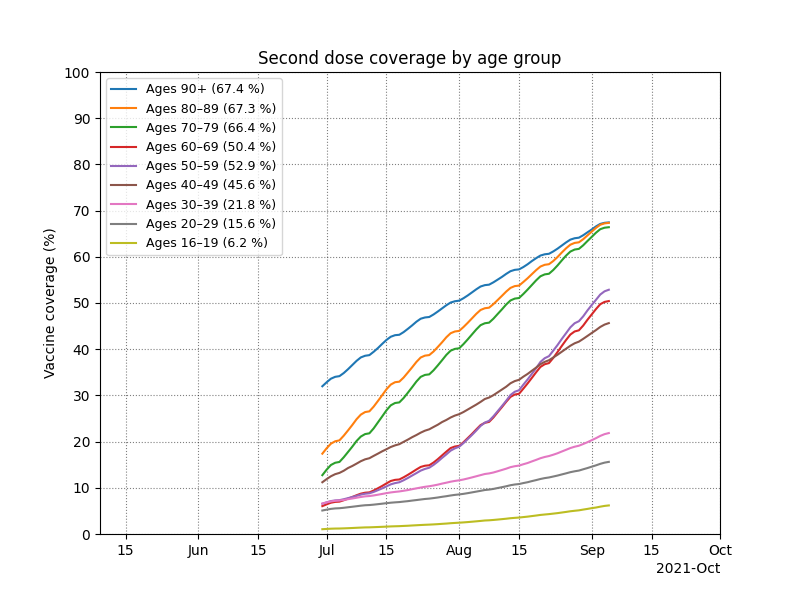 Second dose coverage by age group
Vaccine coverage (%)
100
90
80
70
60
50
40
30
20
10
0
Ages 90+ (67.4 %)
Ages 80–89 (67.3 %)
Ages 70–79 (66.4 %)
Ages 60–69 (50.4 %)
Ages 50–59 (52.9 %)
Ages 40–49 (45.6 %)
Ages 30–39 (21.8 %)
Ages 20–29 (15.6 %)
Ages 16–19 (6.2 %)
15 Jun 15 Jul 15 Aug 15 Sep 15 Oct
2021-Oct